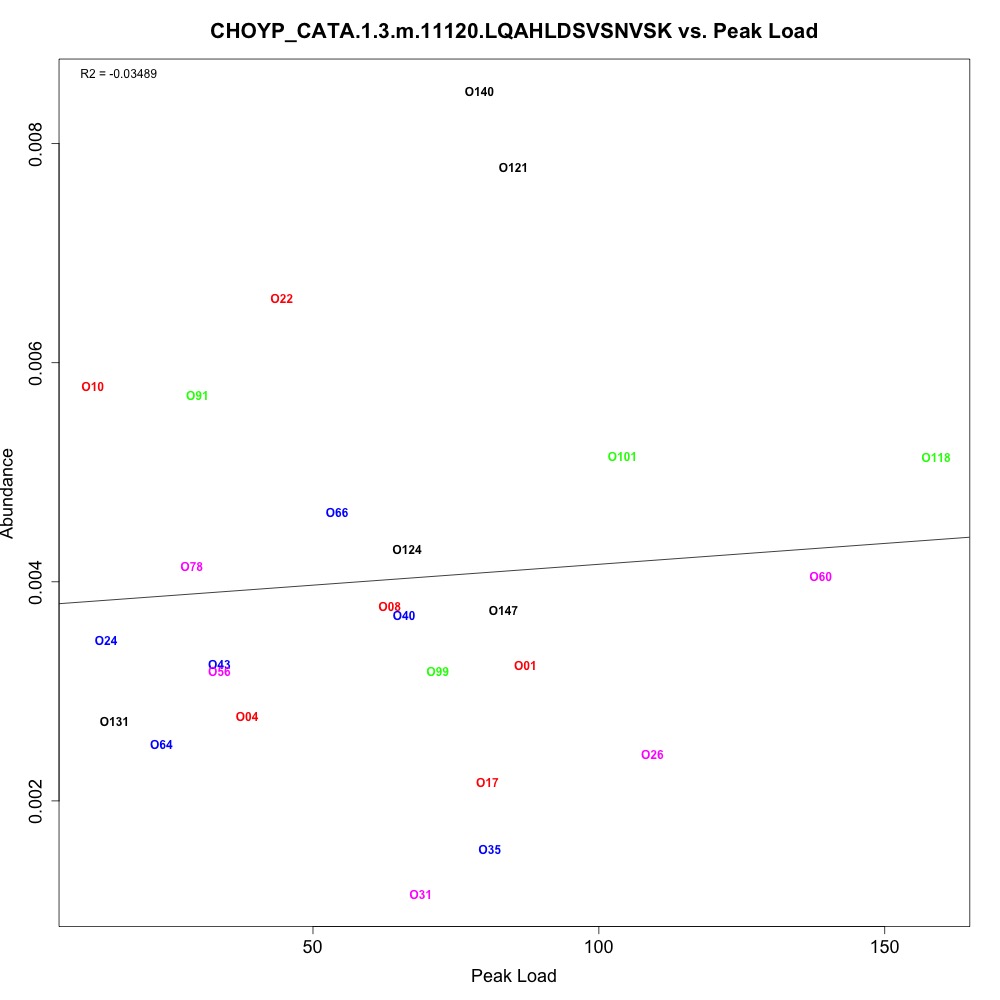 CHOYP_CATA.1.3.m.11120.LQAHLDSVSNVSK vs. Peak Load
R2 = -0.03489
O140
O121
0.008
O22
0.006
O10
O91
O101
O118
Abundance
O66
O124
O78
O60
0.004
O08
O147
O40
O24
O43
O56
O99
O01
O04
O131
O64
O26
O17
0.002
O35
O31
50 100 150
Peak Load